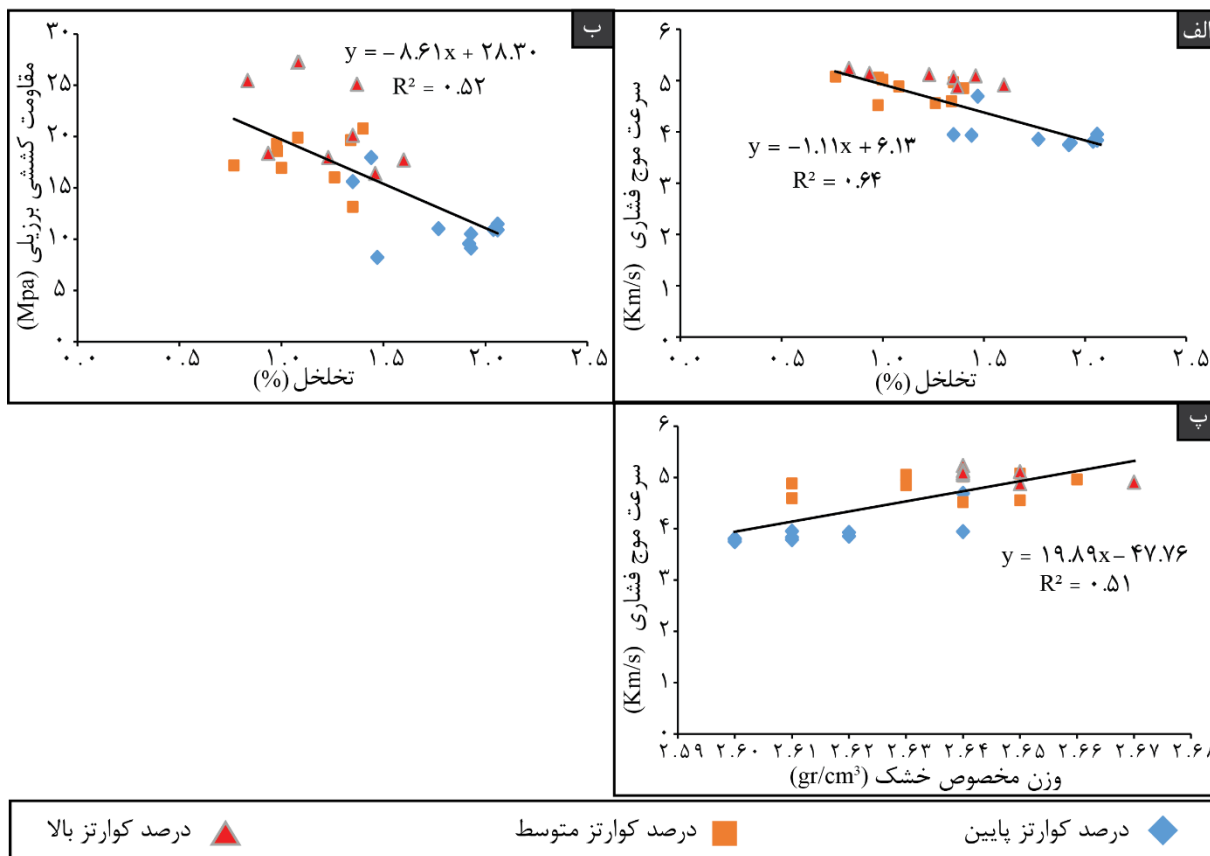 الف
۶
۵
۴
۳
۲
۱
۰
سرعت موج فشاری (Km/s)
y = −۱.۱۱x + ۶.۱۳
R² = ۰.۶۴
۰.۰ ۰.۵ ۱.۰ ۱.۵ ۲.۰ ۲.۵
تخلخل (%)
ب
۳۰
۲۵
۲۰
۱۵
۱۰
۵
۰
مقاومت کششی برزیلی (Mpa)
y = −۸.۶۱x + ۲۸.۳۰
R² = ۰.۵۲
۰.۰ ۰.۵ ۱.۰ ۱.۵ ۲.۰ ۲.۵
تخلخل (%)
پ
۶
۵
۴
۳
۲
۱
۰
سرعت موج فشاری (Km/s)
y = ۱۹.۸۹x − ۴۷.۷۶
R² = ۰.۵۱
۲.۵۹ ۲.۶۰ ۲.۶۱ ۲.۶۲ ۲.۶۳ ۲.۶۴ ۲.۶۵ ۲.۶۶ ۲.۶۷ ۲.۶۸
وزن مخصوص خشک (gr/cm³)
درصد کوارتز پایین درصد کوارتز متوسط درصد کوارتز بالا